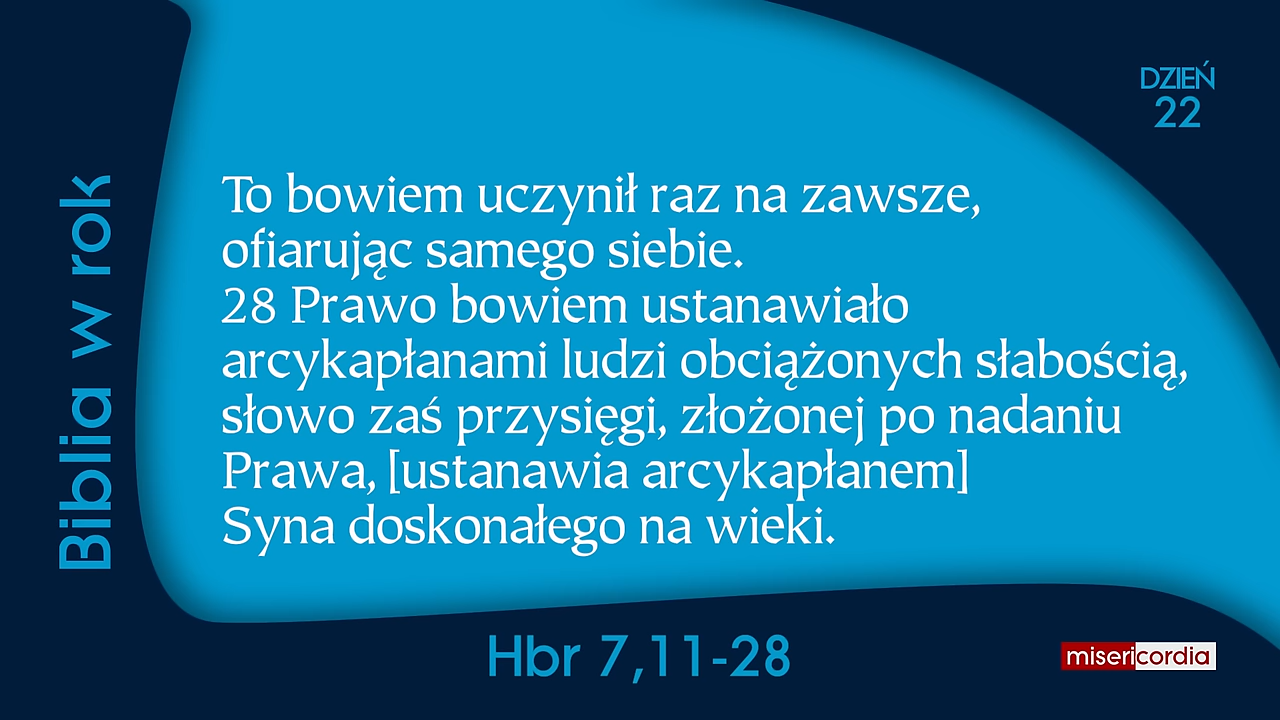 DZIEŃ
22
Biblia w rok
To bowiem uczynił raz na zawsze,
ofiarując samego siebie.
28 Prawo bowiem ustanawiało
arcykapłanami ludzi obciążonych słabością,
słowo zaś przysięgi, złożonej po nadaniu
Prawa, [ustanawia arcykapłanem]
Syna doskonałego na wieki.
Hbr 7,11-28
misericordia